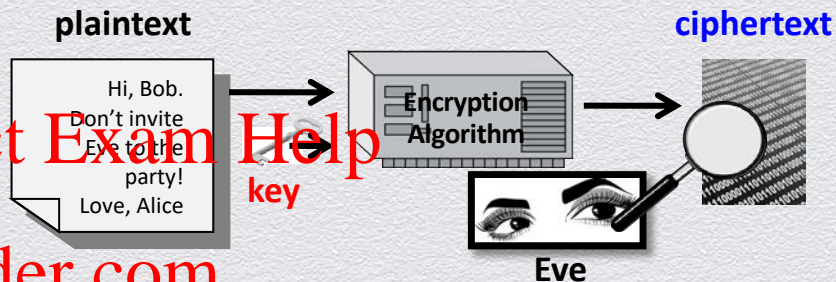 plaintext
ciphertext
Hi, Bob.
Don’t invite
Eve to the
party!
Love, Alice
Encryption
Algorithm
key
ct Exam Help
Eve
der.com